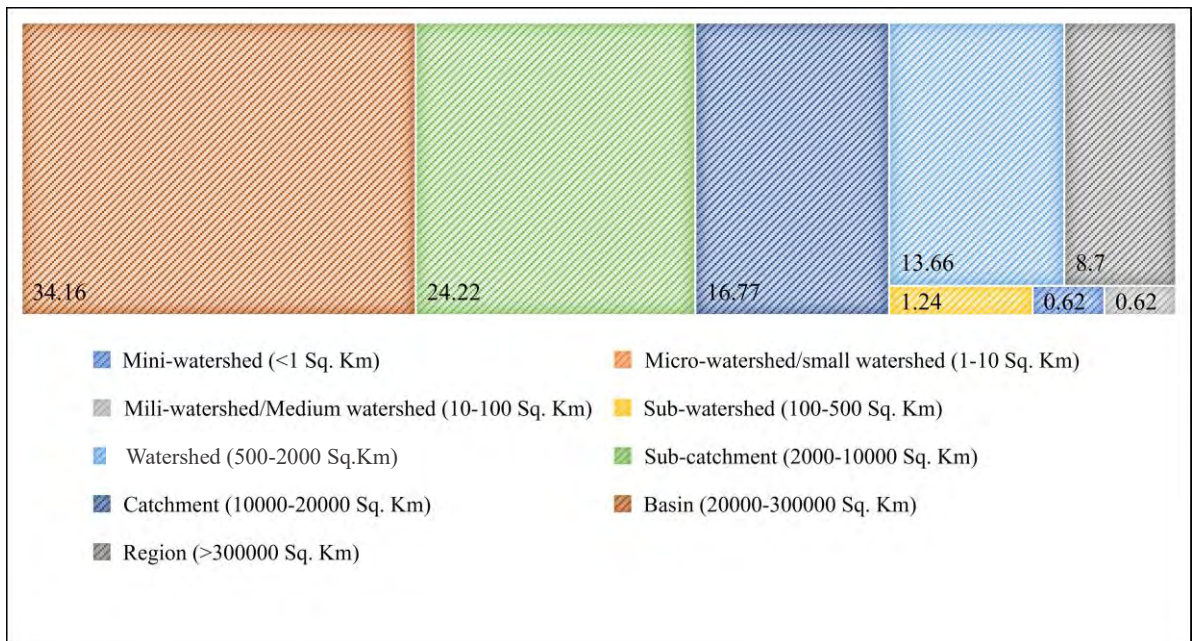 34.16
24.22
16.77
13.66
8.7
1.24
0.62
0.62
Mini-watershed (<1 Sq. Km)
Micro-watershed/small watershed (1-10 Sq. Km)
Mili-watershed/Medium watershed (10-100 Sq. Km)
Sub-watershed (100-500 Sq. Km)
Watershed (500-2000 Sq.Km)
Sub-catchment (2000-10000 Sq. Km)
Catchment (10000-20000 Sq. Km)
Basin (20000-300000 Sq. Km)
Region (>300000 Sq. Km)